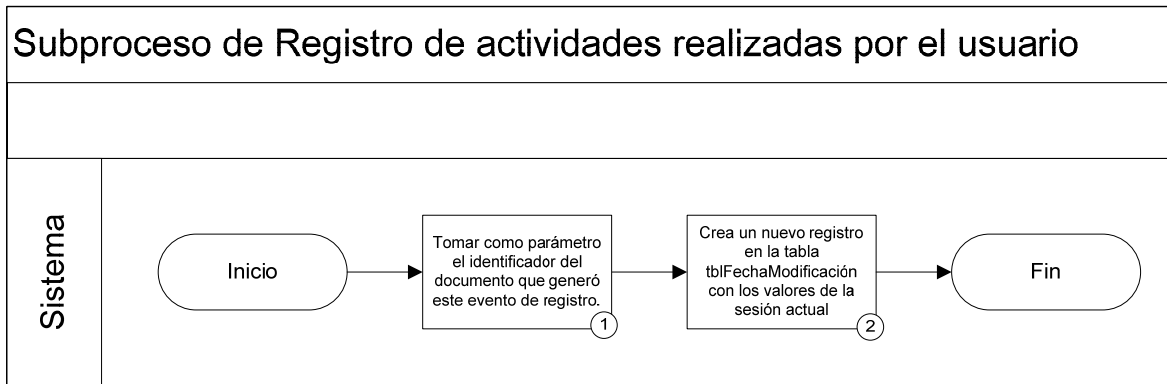 Subproceso de Registro de actividades realizadas por el usuario
Sistema
Inicio
Tomar como parámetro
el identificador del
documento que generó
este evento de registro.
1
Crea un nuevo registro
en la tabla
tblFechaModificación
con los valores de la
sesión actual
2
Fin